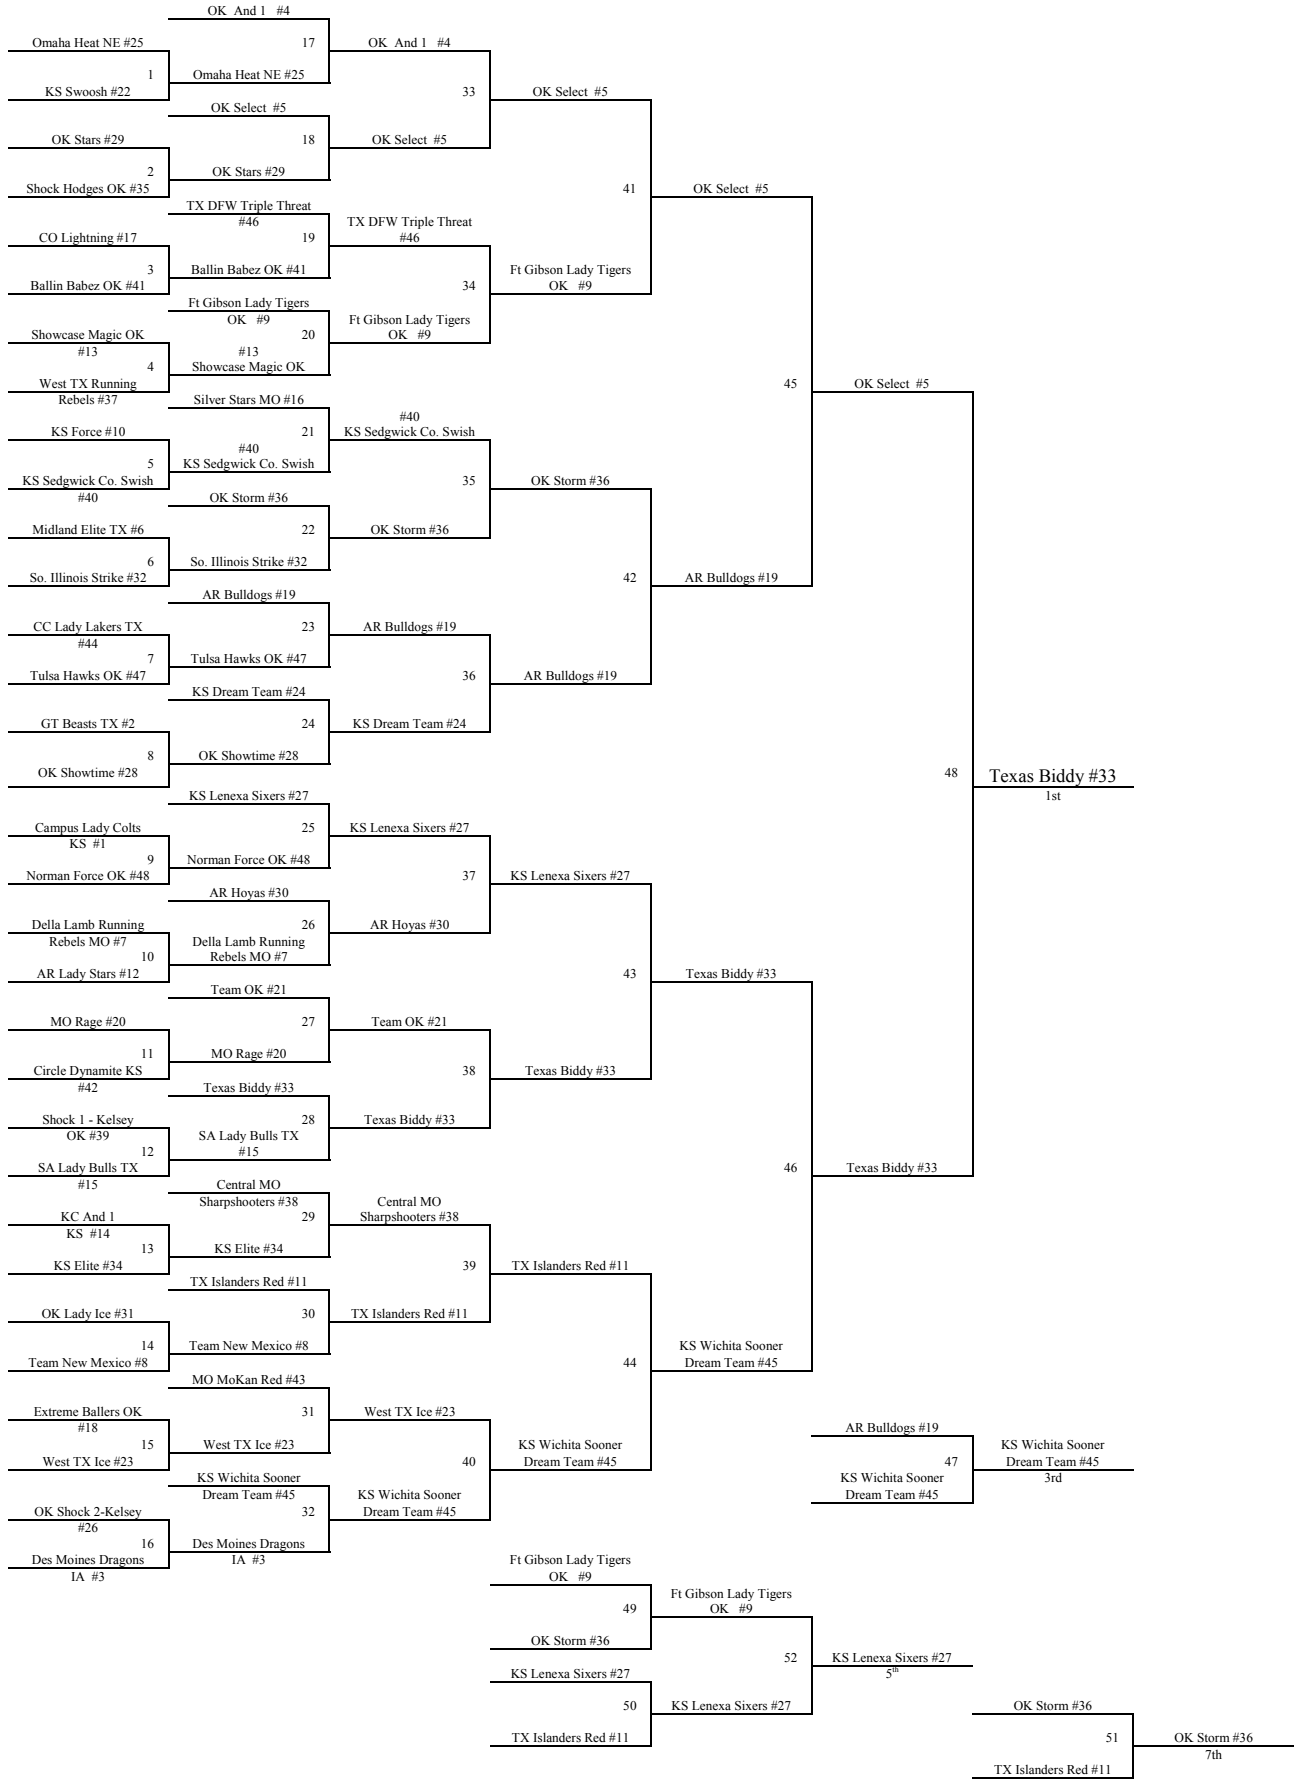 OK And 1 #4
Omaha Heat NE #25
17
OK And 1 #4
1
Omaha Heat NE #25
KS Swoosh #22
33
OK Select #5
OK Select #5
OK Stars #29
18
OK Select #5
2
OK Stars #29
Shock Hodges OK #35
41
OK Select #5
TX DFW Triple Threat
#46
TX DFW Triple Threat
#46
CO Lightning #17
19
3
Ballin Babez OK #41
Ballin Babez OK #41
34
Ft Gibson Lady Tigers
OK #9
Ft Gibson Lady Tigers
OK #9
Ft Gibson Lady Tigers
OK #9
Showcase Magic OK
#13
20
4
#13
Showcase Magic OK
West TX Running
Rebels #37
45
OK Select #5
Silver Stars MO #16
KS Force #10
21
#40
KS Sedgwick Co. Swish
5
#40
KS Sedgwick Co. Swish
KS Sedgwick Co. Swish
#40
35
OK Storm #36
OK Storm #36
Midland Elite TX #6
22
OK Storm #36
6
So. Illinois Strike #32
So. Illinois Strike #32
42
AR Bulldogs #19
AR Bulldogs #19
CC Lady Lakers TX
#44
23
AR Bulldogs #19
7
Tulsa Hawks OK #47
Tulsa Hawks OK #47
36
AR Bulldogs #19
KS Dream Team #24
GT Beasts TX #2
24
KS Dream Team #24
8
OK Showtime #28
OK Showtime #28
48
Texas Biddy #33
1st
KS Lenexa Sixers #27
Campus Lady Colts
KS #1
25
KS Lenexa Sixers #27
9
Norman Force OK #48
Norman Force OK #48
37
KS Lenexa Sixers #27
AR Hoyas #30
Della Lamb Running
Rebels MO #7
26
AR Hoyas #30
10
Della Lamb Running
Rebels MO #7
AR Lady Stars #12
43
Texas Biddy #33
Team OK #21
MO Rage #20
27
Team OK #21
11
MO Rage #20
Circle Dynamite KS
#42
38
Texas Biddy #33
Texas Biddy #33
Shock 1 - Kelsey
OK #39
28
Texas Biddy #33
12
SA Lady Bulls TX
#15
SA Lady Bulls TX
#15
46
Texas Biddy #33
Central MO
Sharpshooters #38
Central MO
Sharpshooters #38
KC And 1
KS #14
29
13
KS Elite #34
KS Elite #34
39
TX Islanders Red #11
TX Islanders Red #11
OK Lady Ice #31
30
TX Islanders Red #11
14
Team New Mexico #8
Team New Mexico #8
44
KS Wichita Sooner
Dream Team #45
MO MoKan Red #43
Extreme Ballers OK
#18
31
West TX Ice #23
15
West TX Ice #23
West TX Ice #23
40
KS Wichita Sooner
Dream Team #45
AR Bulldogs #19
47
KS Wichita Sooner
Dream Team #45
KS Wichita Sooner
Dream Team #45
3rd
KS Wichita Sooner
Dream Team #45
OK Shock 2-Kelsey
#26
32
KS Wichita Sooner
Dream Team #45
16
Des Moines Dragons
IA #3
Des Moines Dragons
IA #3
Ft Gibson Lady Tigers
OK #9
49
Ft Gibson Lady Tigers
OK #9
OK Storm #36
52
KS Lenexa Sixers #27
5th
KS Lenexa Sixers #27
50
KS Lenexa Sixers #27
TX Islanders Red #11
OK Storm #36
51
OK Storm #36
7th
TX Islanders Red #11